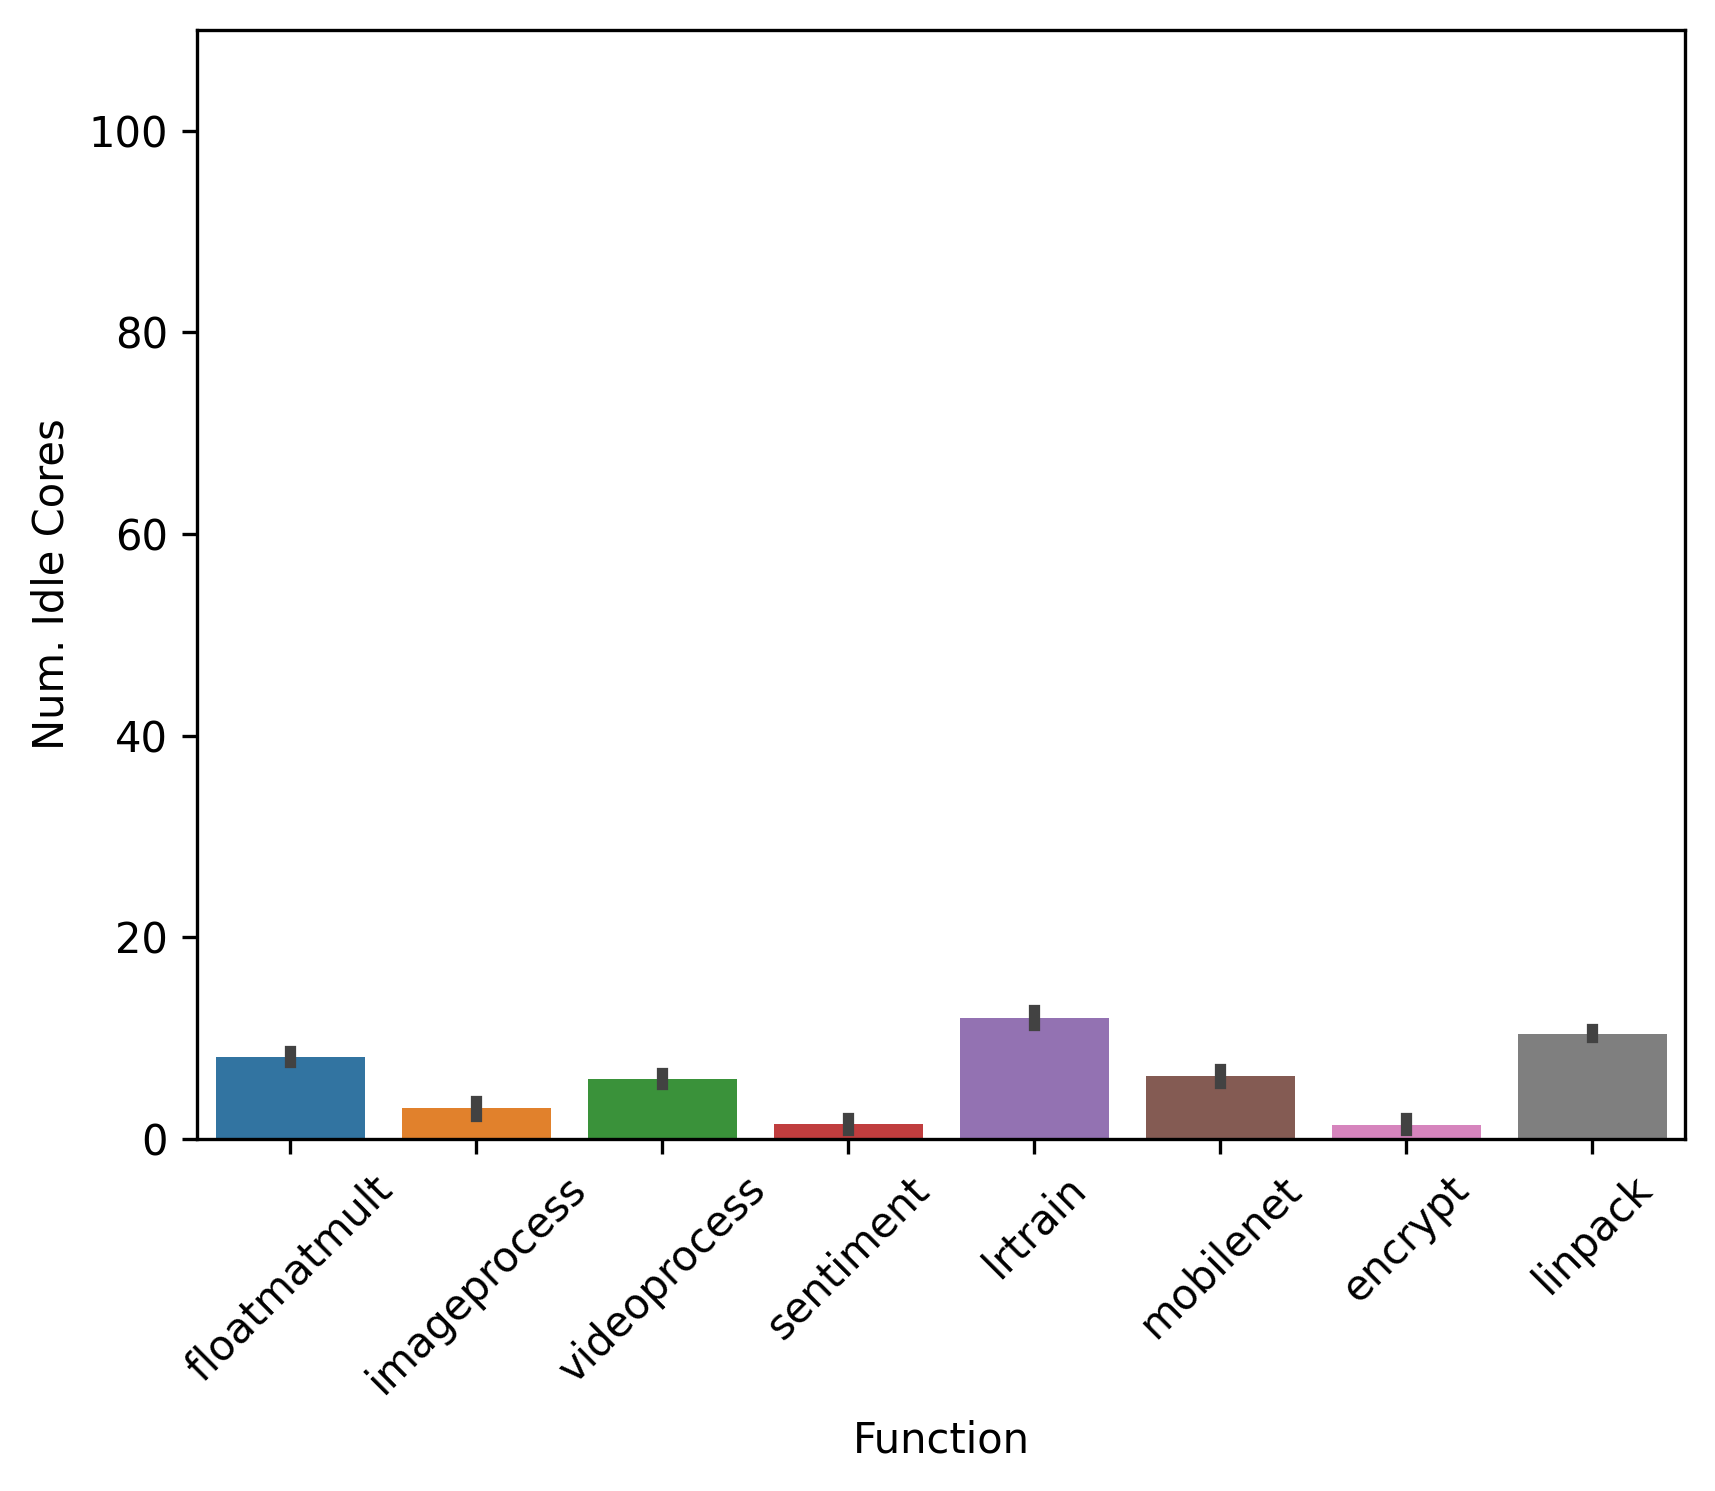 100
80
60
40
20
0
Num. Idle Cores
floatmatmult
imageprocess
videoprocess
sentiment
lrtrain
mobilenet
encrypt
linpack
Function